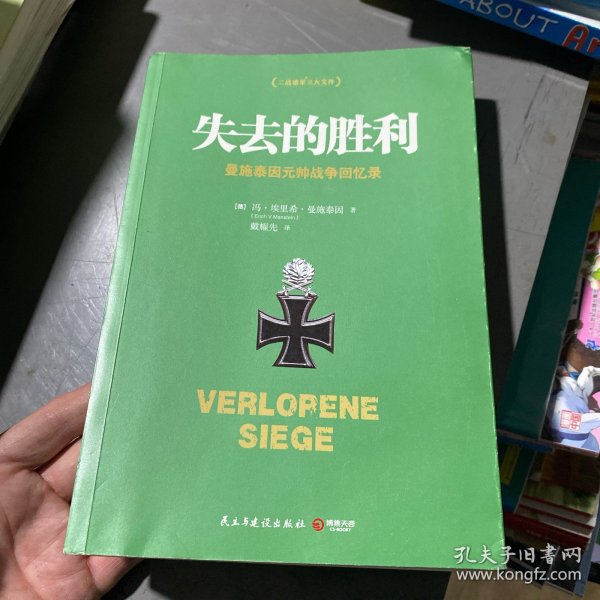 （二战德军三大文件）
失去的胜利
曼施泰因元帅战争回忆录
[德] 冯·埃里希·曼施泰因 著
（Erich V Manstein）
戴耀先 译
VERLORENE
SIEGE
民主与建设出版社
博集天卷
CS-BOOKY
ABOUT
孔夫子旧书网
www.kongfz.com